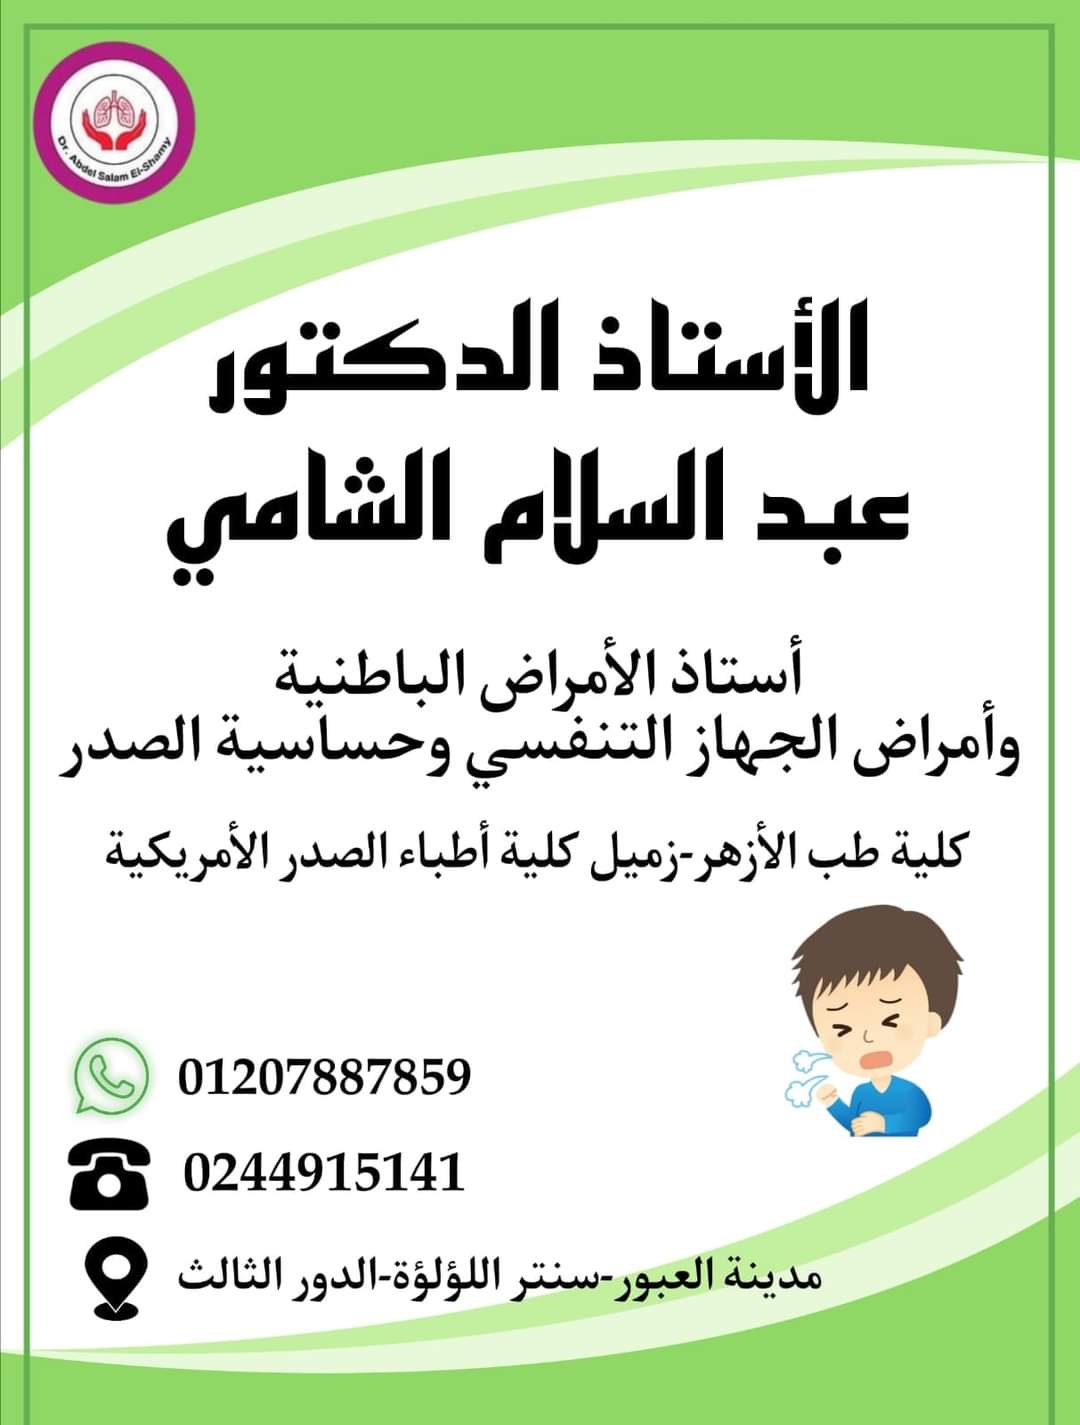 Dr. Abdel Salam El-Shamy
الأستاذ الدكتور
عبد السلام الشامي
أستاذ الأمراض الباطنية
وأمراض الجهاز التنفسي وحساسية الصدر
كلية طب الأزهر-زميل كلية أطباء الصدر الأمريكية
01207887859
0244915141
مدينة العبور-سنتر اللؤلؤة-الدور الثالث